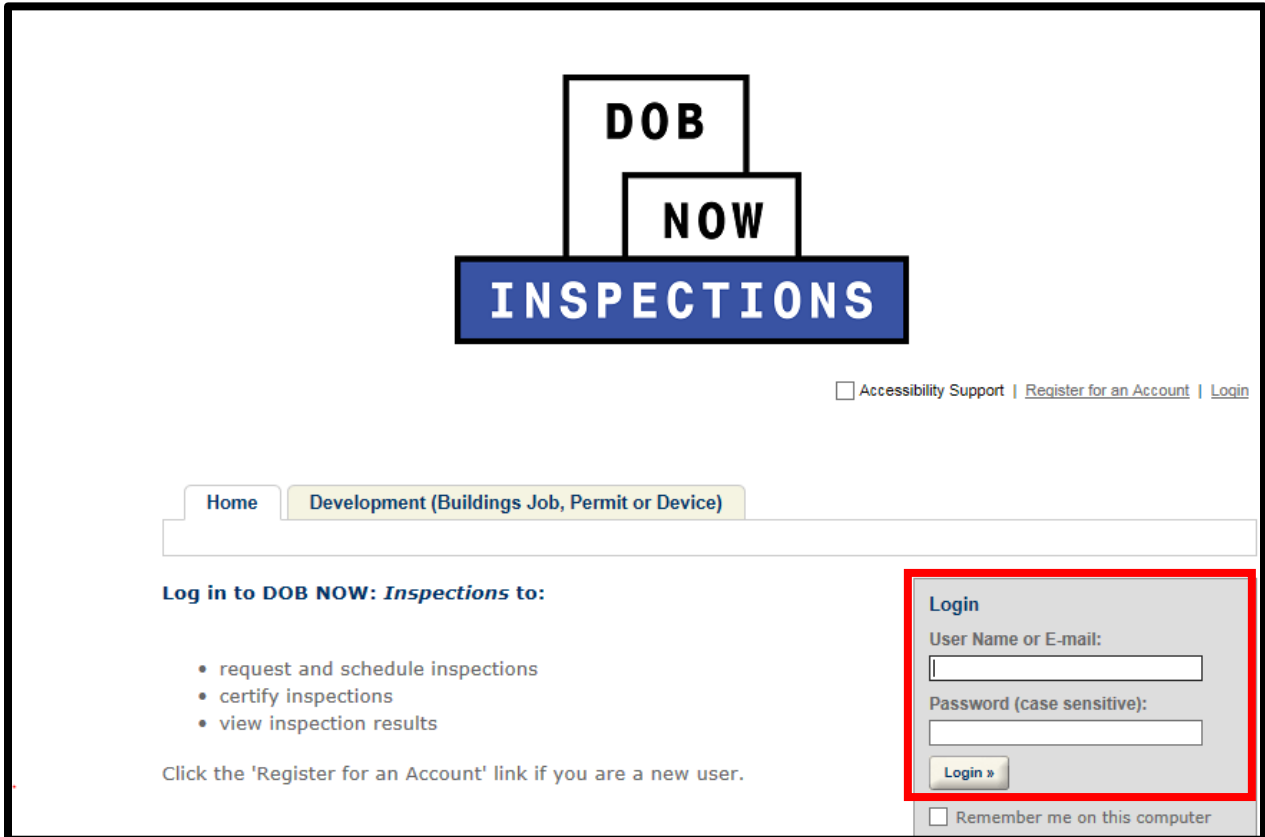 DOB
NOW
INSPECTIONS
Accessibility Support | Register for an Account | Login
Home
Development (Buildings Job, Permit or Device)
Log in to DOB NOW: Inspections to:
• request and schedule inspections
• certify inspections
• view inspection results
Click the 'Register for an Account' link if you are a new user.
Login
User Name or E-mail:
Password (case sensitive):
Login »
Remember me on this computer